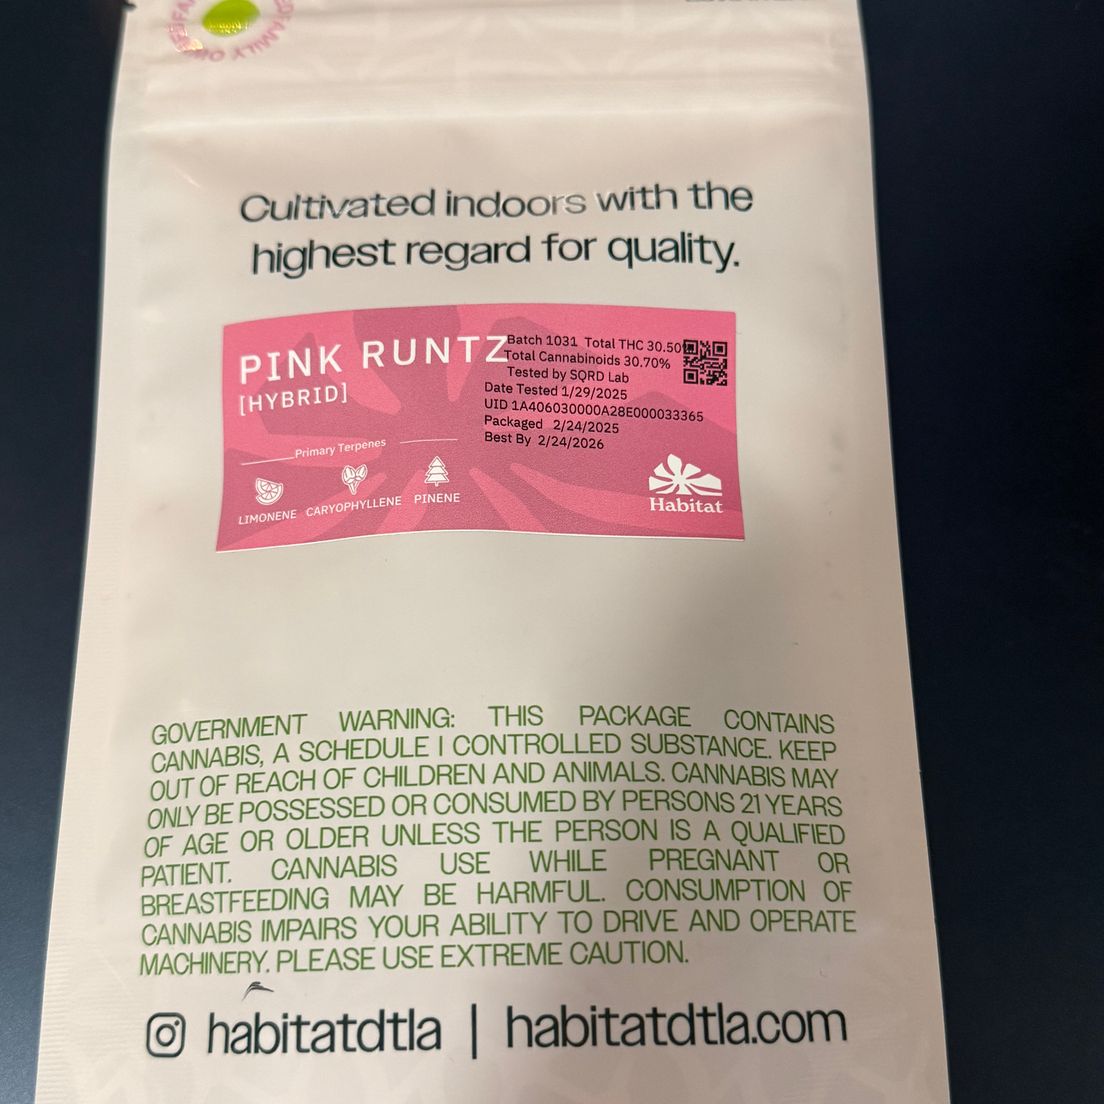 FAMILY
Cultivated indoors with the
highest regard for quality.
PINK RUNTZ
[HYBRID]
Batch 1031 Total THC 30.50
Total Cannabinoids 30.70%
Tested by SQRD Lab
Date Tested 1/29/2025
UID 1A406030000A28E000033365
Packaged 2/24/2025
Best By 2/24/2026
Primary Terpenes
LIMONENE CARYOPHYLLENE PINENE
Habitat
GOVERNMENT WARNING: THIS PACKAGE CONTAINS
CANNABIS, A SCHEDULE I CONTROLLED SUBSTANCE. KEEP
OUT OF REACH OF CHILDREN AND ANIMALS. CANNABIS MAY
ONLY BE POSSESSED OR CONSUMED BY PERSONS 21 YEARS
OF AGE OR OLDER UNLESS THE PERSON IS A QUALIFIED
PATIENT. CANNABIS USE WHILE PREGNANT OR
BREASTFEEDING MAY BE HARMFUL. CONSUMPTION OF
CANNABIS IMPAIRS YOUR ABILITY TO DRIVE AND OPERATE
MACHINERY. PLEASE USE EXTREME CAUTION.
habitatdtla | habitatdtla.com